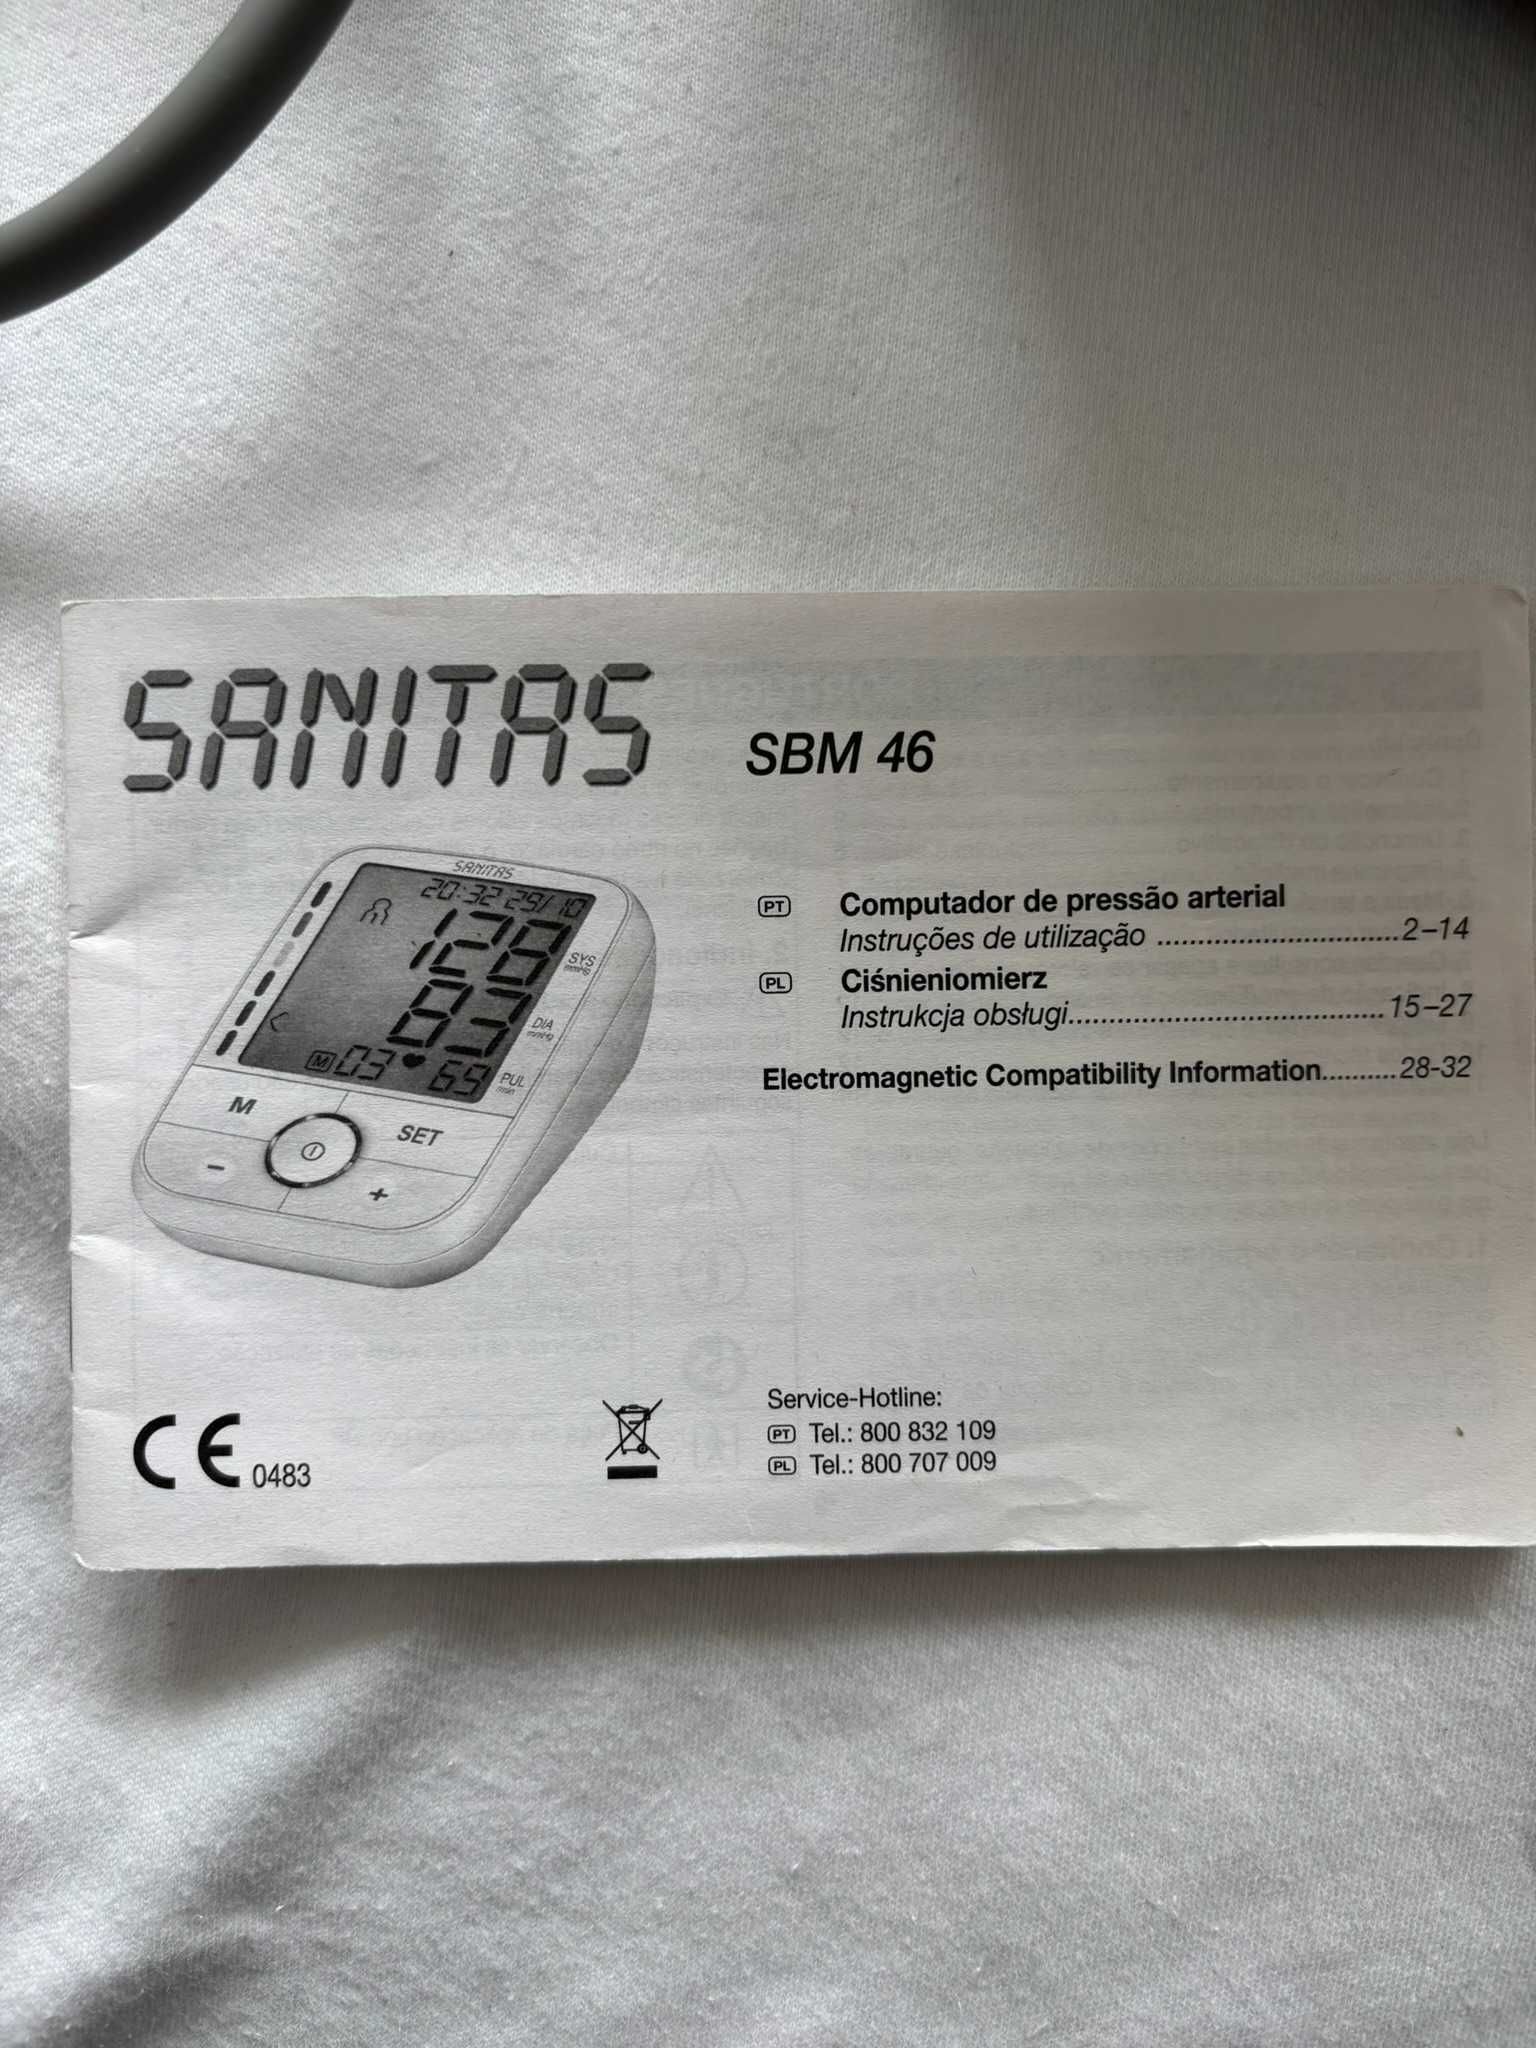 SANITAS
SBM 46
SANITAS
20:32 29/10
128
SYS
mmHg
83
DIA
mmHg
M 03 69
PUL
/min
M
SET
-
+
PT Computador de pressão arterial
Instruções de utilização ..............................2–14
PL Ciśnieniomierz
Instrukcja obsługi.......................................15–27
Electromagnetic Compatibility Information..........28-32
CE 0483
Service-Hotline:
PT Tel.: 800 832 109
PL Tel.: 800 707 009